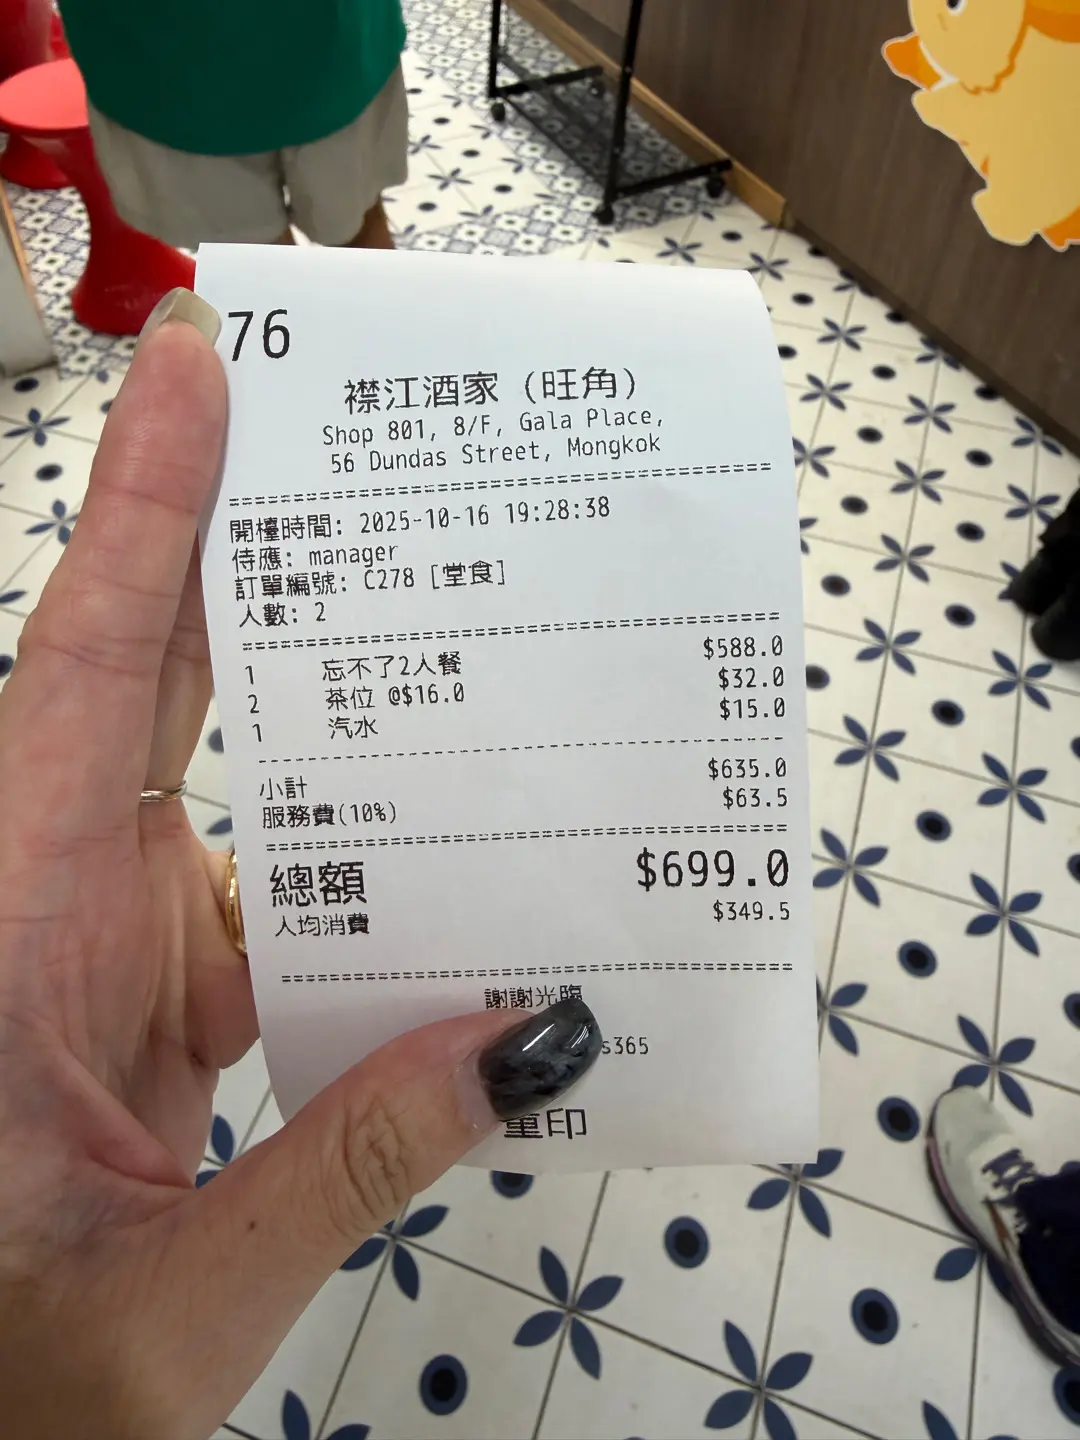 76
襟江酒家 (旺角)
Shop 801, 8/F, Gala Place,
56 Dundas Street, Mongkok
開檯時間: 2025-10-16 19:28:38
侍應: manager
訂單編號: C278 [堂食]
人數: 2
1 忘不了2人餐 $588.0
2 茶位 @$16.0 $32.0
1 汽水 $15.0
小計 $635.0
服務費(10%) $63.5
總額 $699.0
人均消費 $349.5
謝謝光臨
s365
重印